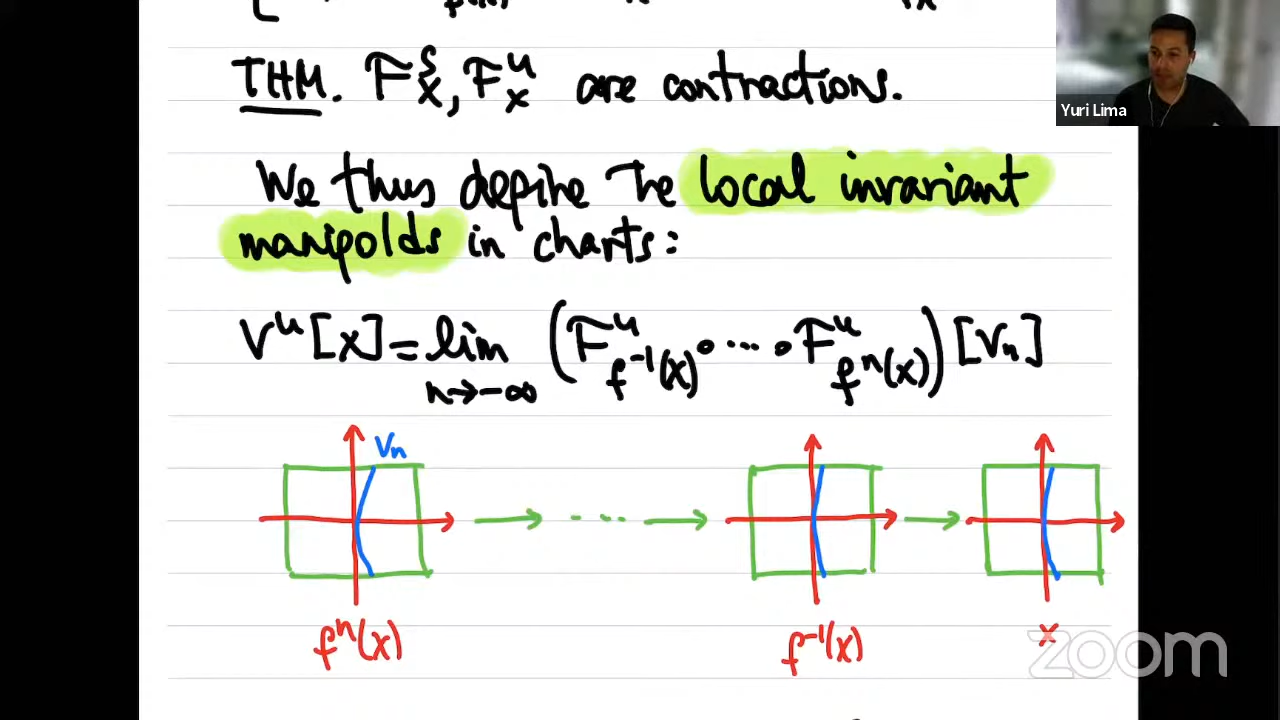 THM. F^s_x, F^u_x are contractions.
Yuri Lima
We thus define the local invariant
manifolds in charts:
V^u[x] = lim_{n→-∞} (F^u_{f^{-1}(x)} ∘ ... ∘ F^u_{f^n(x)}) [V_n]
V_n
...
f^n(x)
f^{-1}(x)
x
zoom